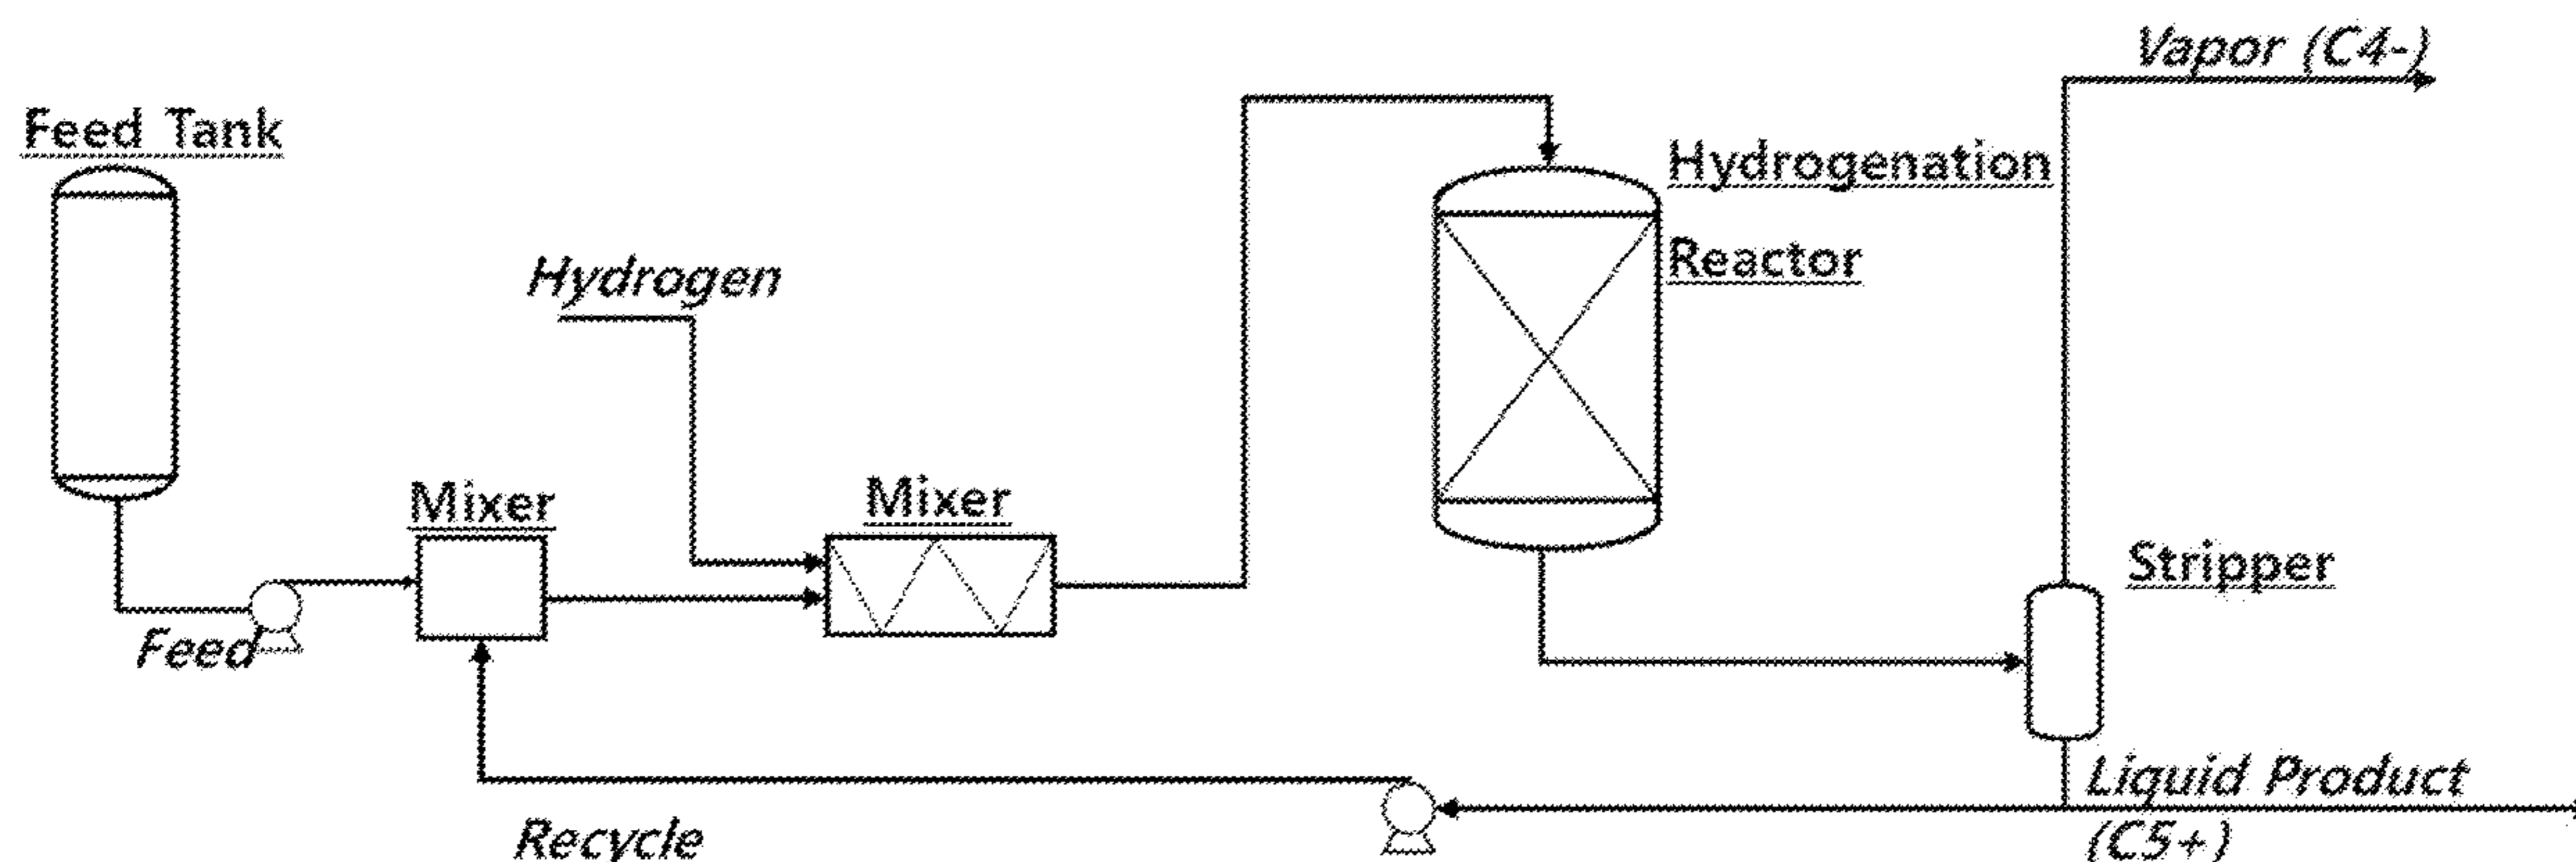 Vapor (C4-)
Feed Tank
Hydrogenation
Reactor
Hydrogen
Mixer
Mixer
Stripper
Feed
Liquid Product
(C5+)
Recycle